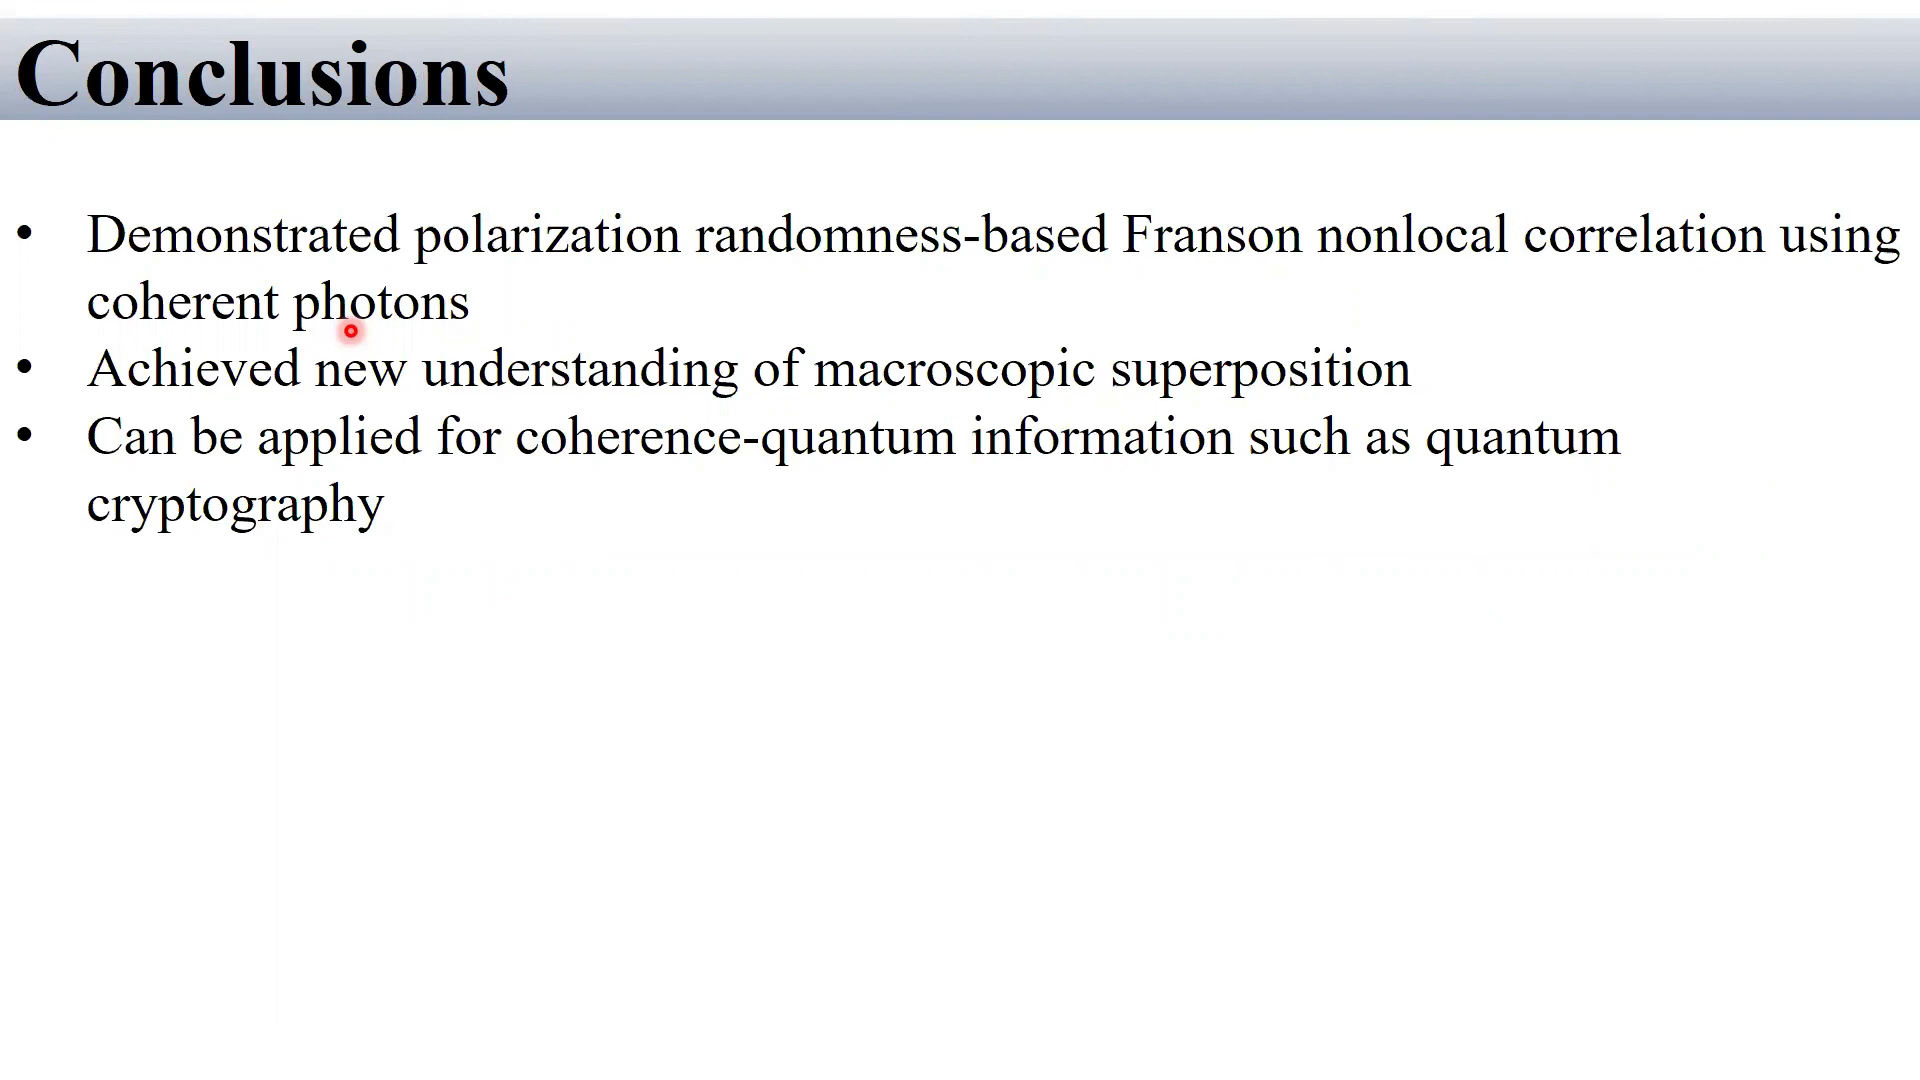 Conclusions
• Demonstrated polarization randomness-based Franson nonlocal correlation using
coherent photons
• Achieved new understanding of macroscopic superposition
• Can be applied for coherence-quantum information such as quantum
cryptography